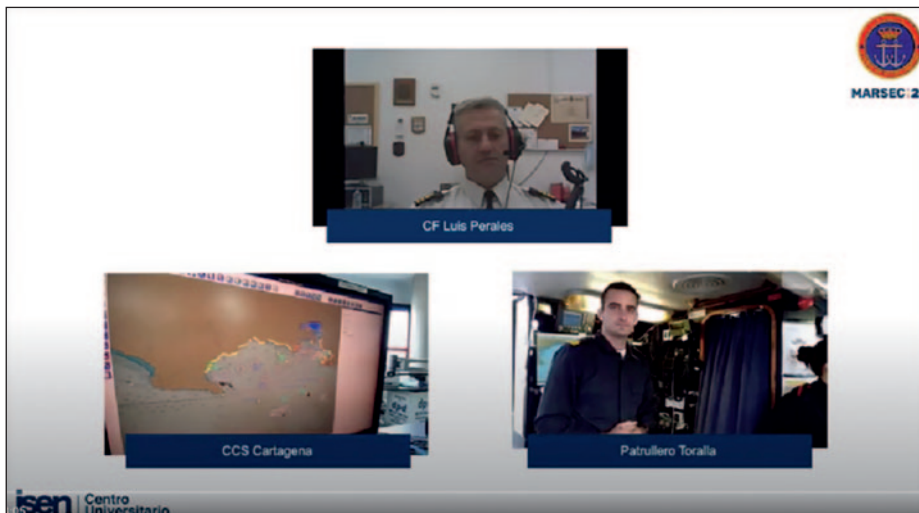 MARSEC:2
CF Luis Perales
CCS Cartagena
Patrullero Toralla
isen Centro
Universitario